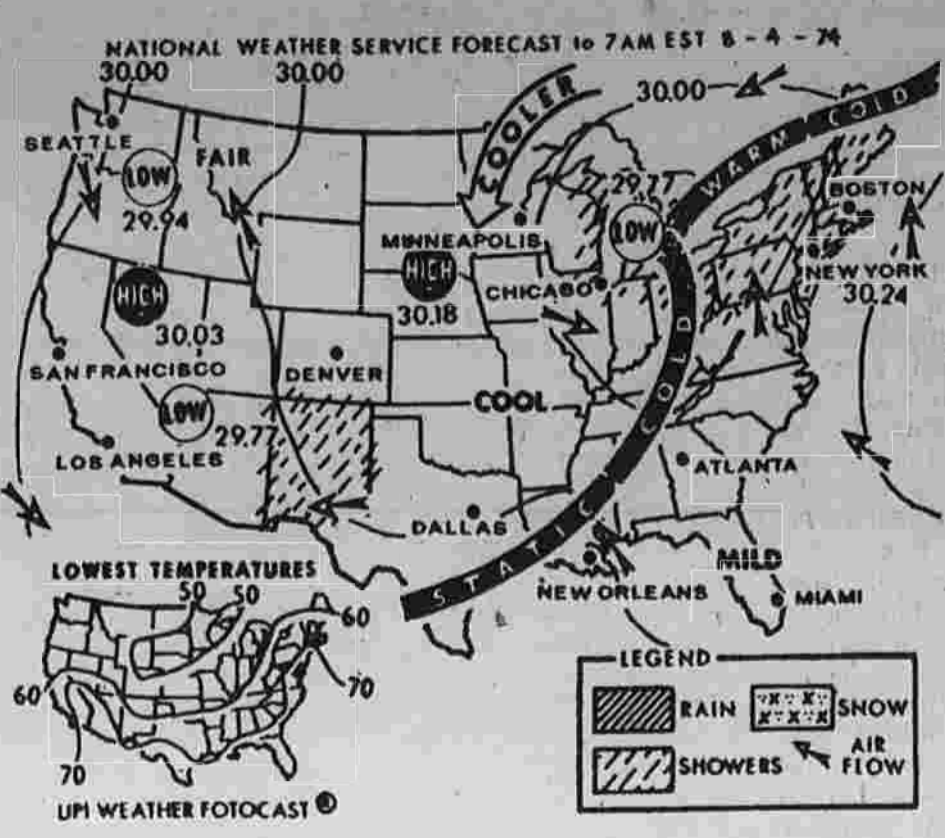 NATIONAL WEATHER SERVICE FORECAST to 7AM EST 8 - 4 - 74
30.00
30.00
COOLER
30.00
WARM COLD
SEATTLE
LOW
FAIR
29.94
29.77
LOW
BOSTON
MINNEAPOLIS
HIGH
NEW YORK
HIGH
CHICAGO
30.24
30.03
30.18
SAN FRANCISCO
DENVER
COLD
LOW
COOL
29.77
LOS ANGELES
ATLANTA
DALLAS
STATIC
MILD
NEW ORLEANS
MIAMI
LOWEST TEMPERATURES
50 50
60
60
70
70
LEGEND
RAIN
SNOW
SHOWERS
AIR
FLOW
UPI WEATHER FOTOCAST ®